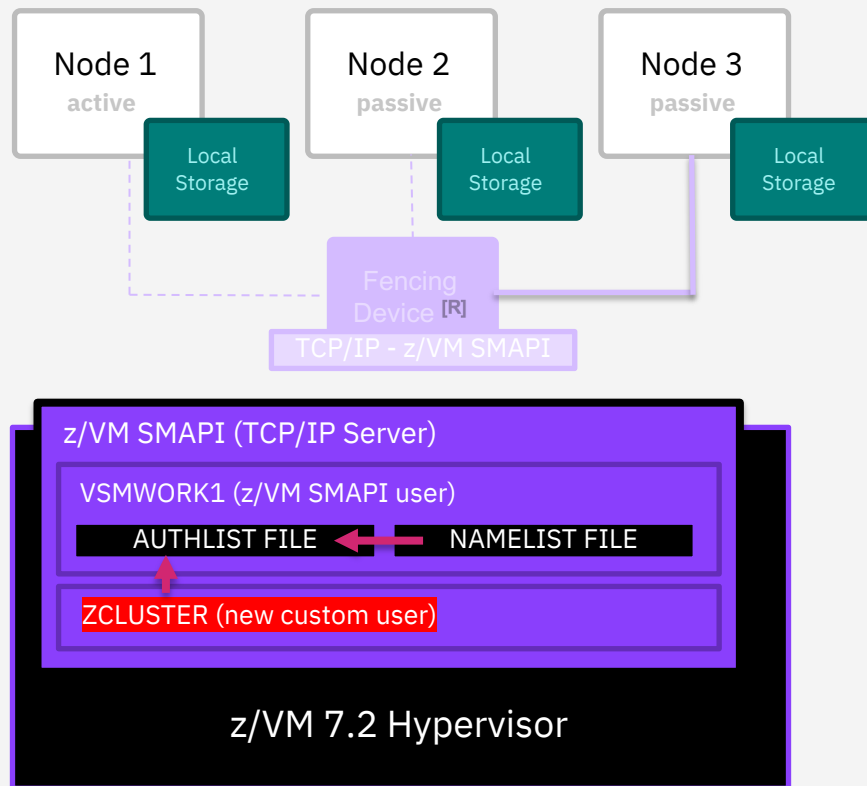 Node 1
active
Node 2
passive
Node 3
passive
Local
Storage
Local
Storage
Local
Storage
Fencing
Device [R]
TCP/IP - z/VM SMAPI
z/VM SMAPI (TCP/IP Server)
VSMWORK1 (z/VM SMAPI user)
AUTHLIST FILE
NAMELIST FILE
ZCLUSTER (new custom user)
z/VM 7.2 Hypervisor